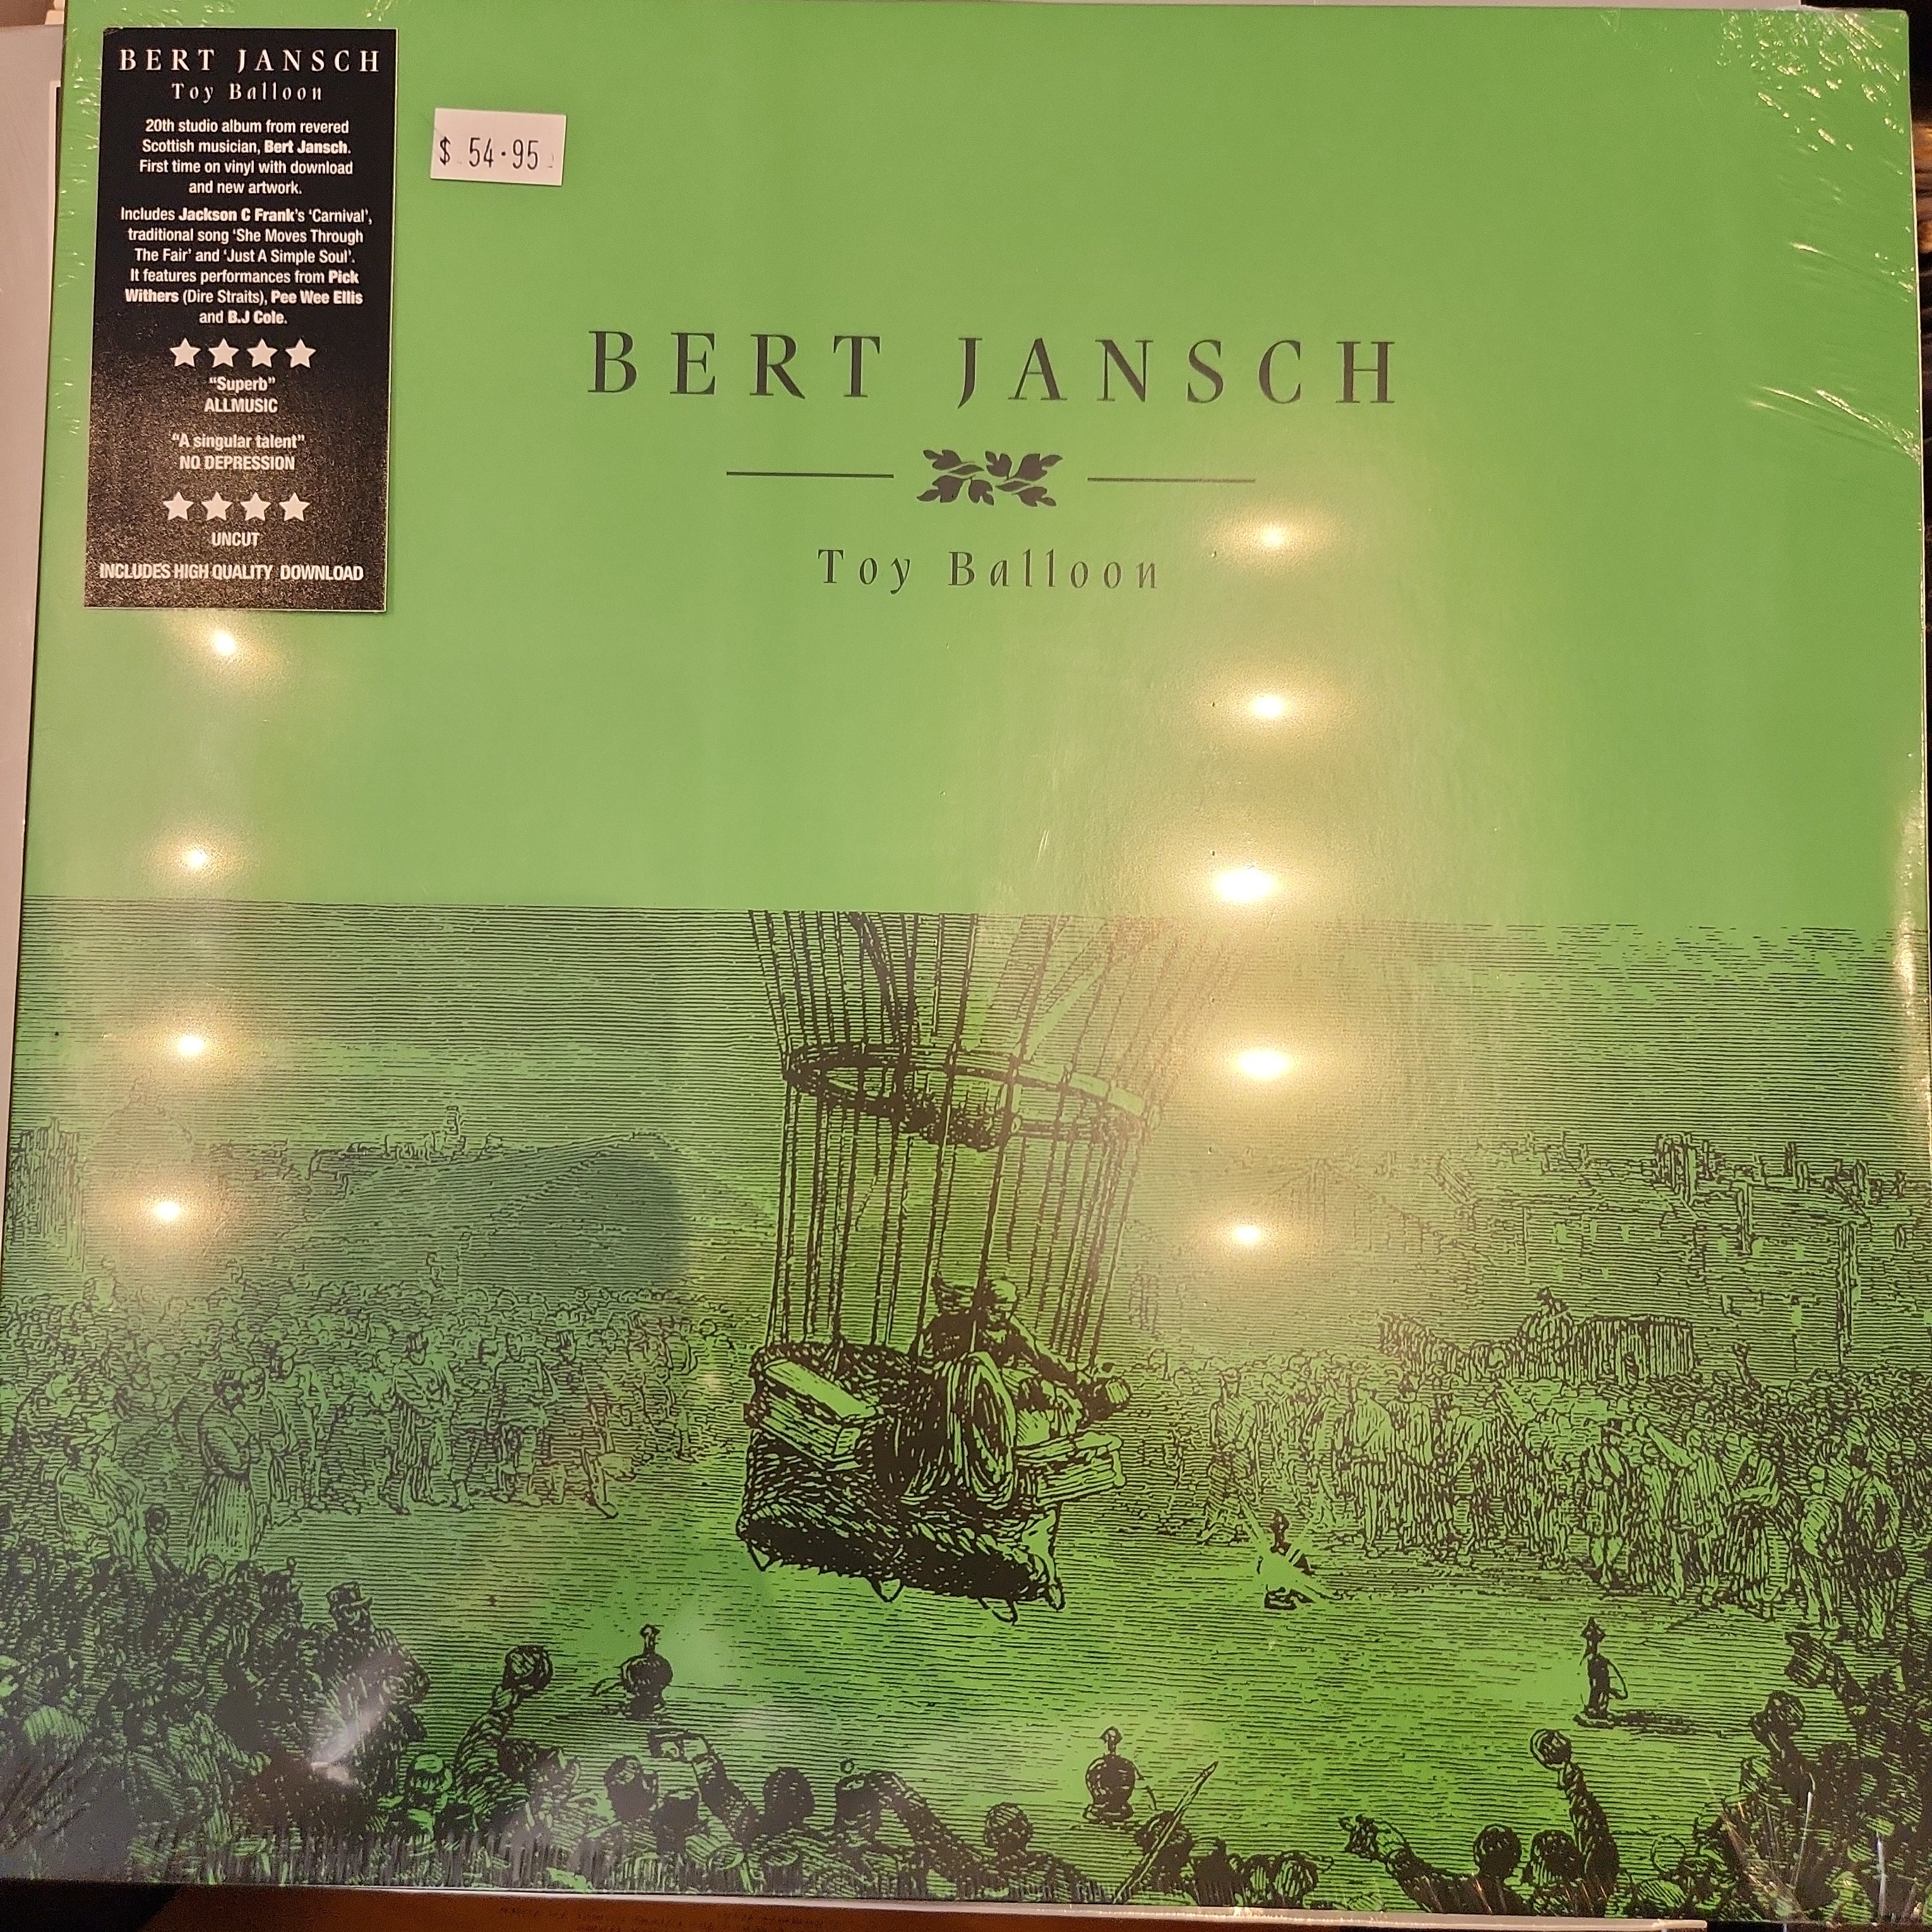 BERT JANSCH
Toy Balloon
20th studio album from revered
Scottish musician, Bert Jansch.
First time on vinyl with download
and new artwork.
Includes Jackson C Frank's 'Carnival',
traditional song 'She Moves Through
The Fair' and 'Just A Simple Soul'.
It features performances from Pick
Withers (Dire Straits), Pee Wee Ellis
and B.J Cole.
"Superb"
ALLMUSIC
"A singular talent"
NO DEPRESSION
UNCUT
INCLUDES HIGH QUALITY DOWNLOAD
$ 54·95
BERT JANSCH
Toy Balloon